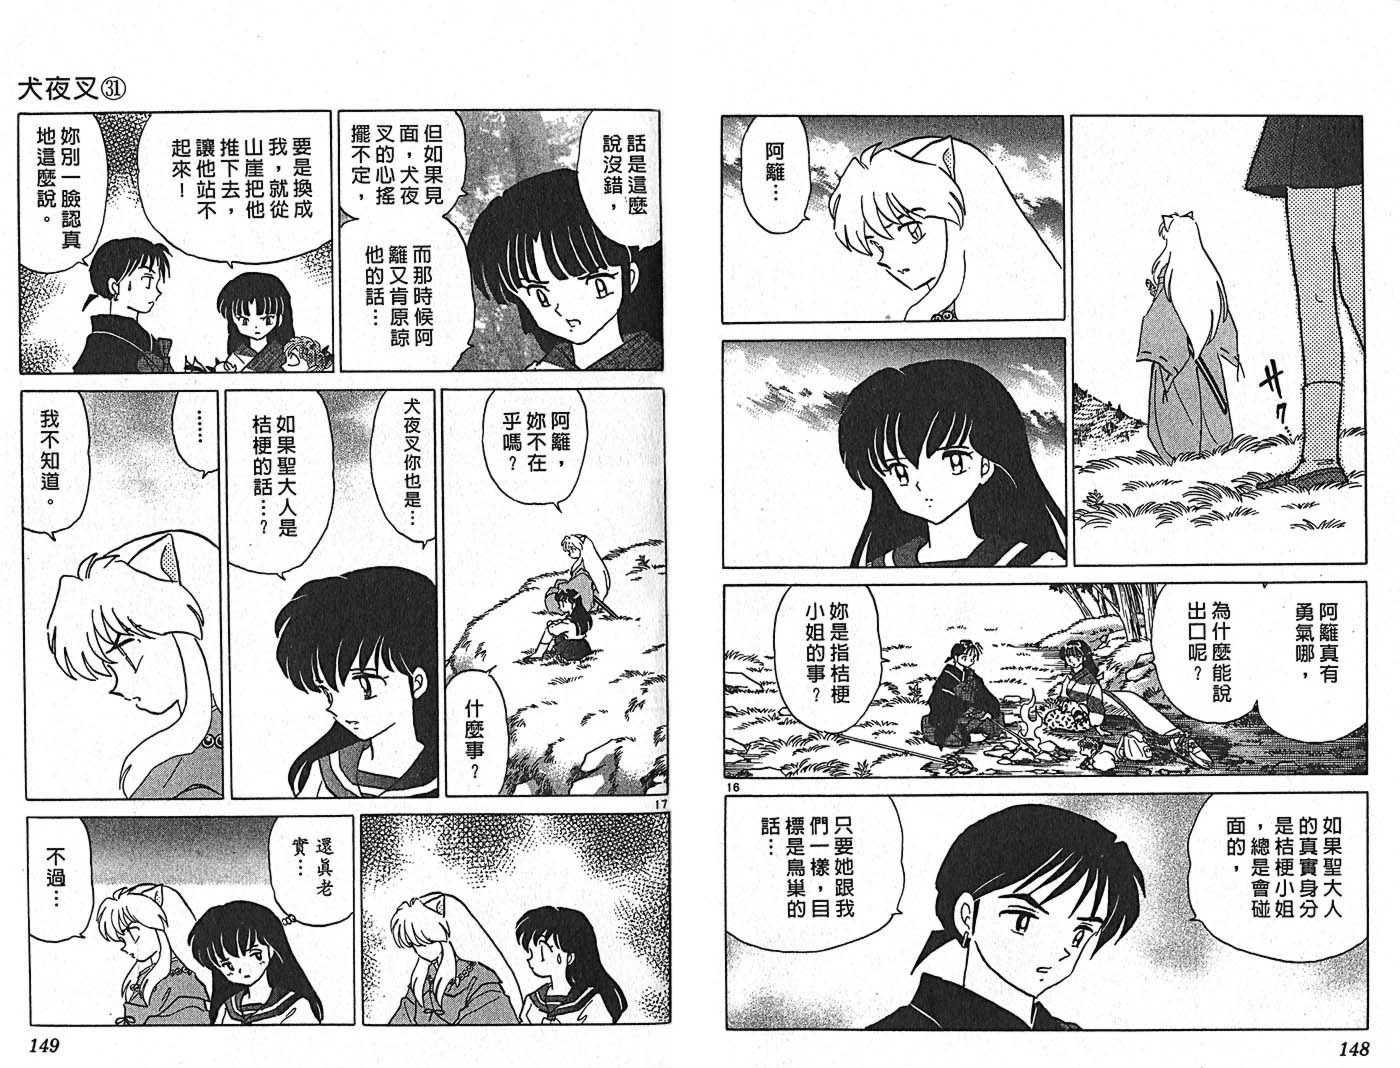 犬夜叉㉛
ザッ
阿籬…
阿籬真有
勇氣哪，
為什麼能說
出口呢？
妳是指桔梗
小姐的事？
16
如果聖大人
的真實身分
是桔梗小姐
，總是會碰
面的，
只要她跟我
們一樣，目
標是鳥巢的
話…
148
話是這麼
說沒錯，
但如果見
面，犬夜
叉的心搖
擺不定，
而那時候阿
籬又肯原諒
他的話…
要是換成
我，就從
山崖把他
推下去，
讓他站不
起來！
妳別一臉認真
地這麼說。
阿籬，
妳不在
乎嗎？
什麼事？
犬夜叉你也是…
如果聖大人是
桔梗的話…？
……
我不知道。
17
還真老
實…
不過…
149